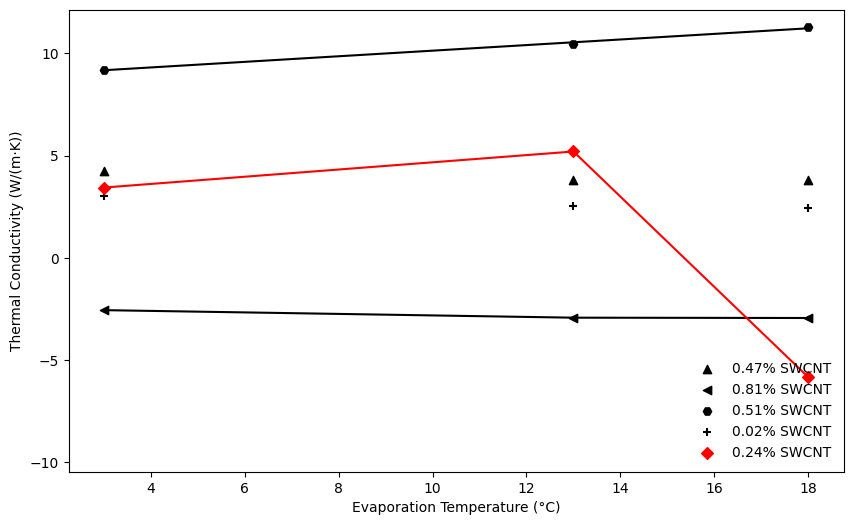 10
5
0
−5
−10
Thermal Conductivity (W/(m·K))
0.47% SWCNT
0.81% SWCNT
0.51% SWCNT
0.02% SWCNT
0.24% SWCNT
4 6 8 10 12 14 16 18
Evaporation Temperature (°C)